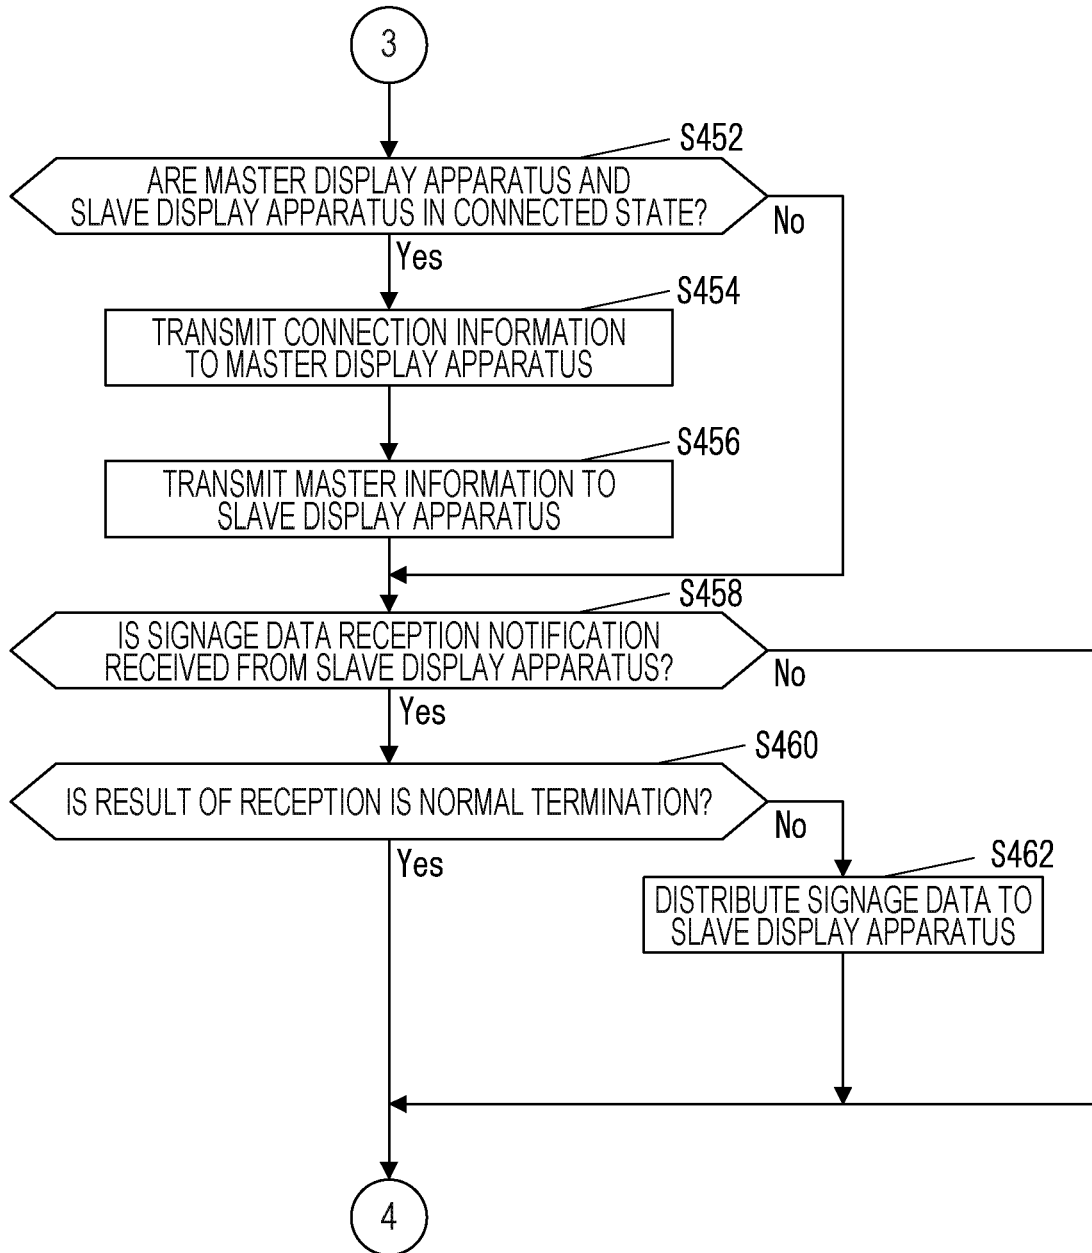 3
S452
ARE MASTER DISPLAY APPARATUS AND
SLAVE DISPLAY APPARATUS IN CONNECTED STATE?
No
Yes
S454
TRANSMIT CONNECTION INFORMATION
TO MASTER DISPLAY APPARATUS
S456
TRANSMIT MASTER INFORMATION TO
SLAVE DISPLAY APPARATUS
S458
IS SIGNAGE DATA RECEPTION NOTIFICATION
RECEIVED FROM SLAVE DISPLAY APPARATUS?
No
Yes
S460
IS RESULT OF RECEPTION IS NORMAL TERMINATION?
No
Yes
S462
DISTRIBUTE SIGNAGE DATA TO
SLAVE DISPLAY APPARATUS
4